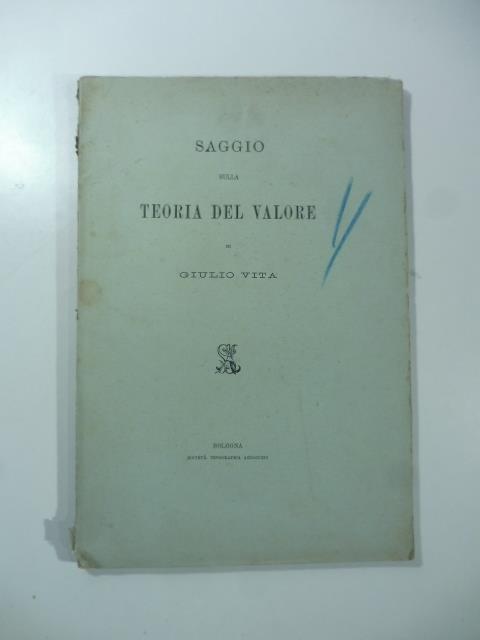 SAGGIO
SULLA
TEORIA DEL VALORE
DI
GIULIO VITA
BOLOGNA
SOCIETÀ TIPOGRAFICA AZZOGUIDI